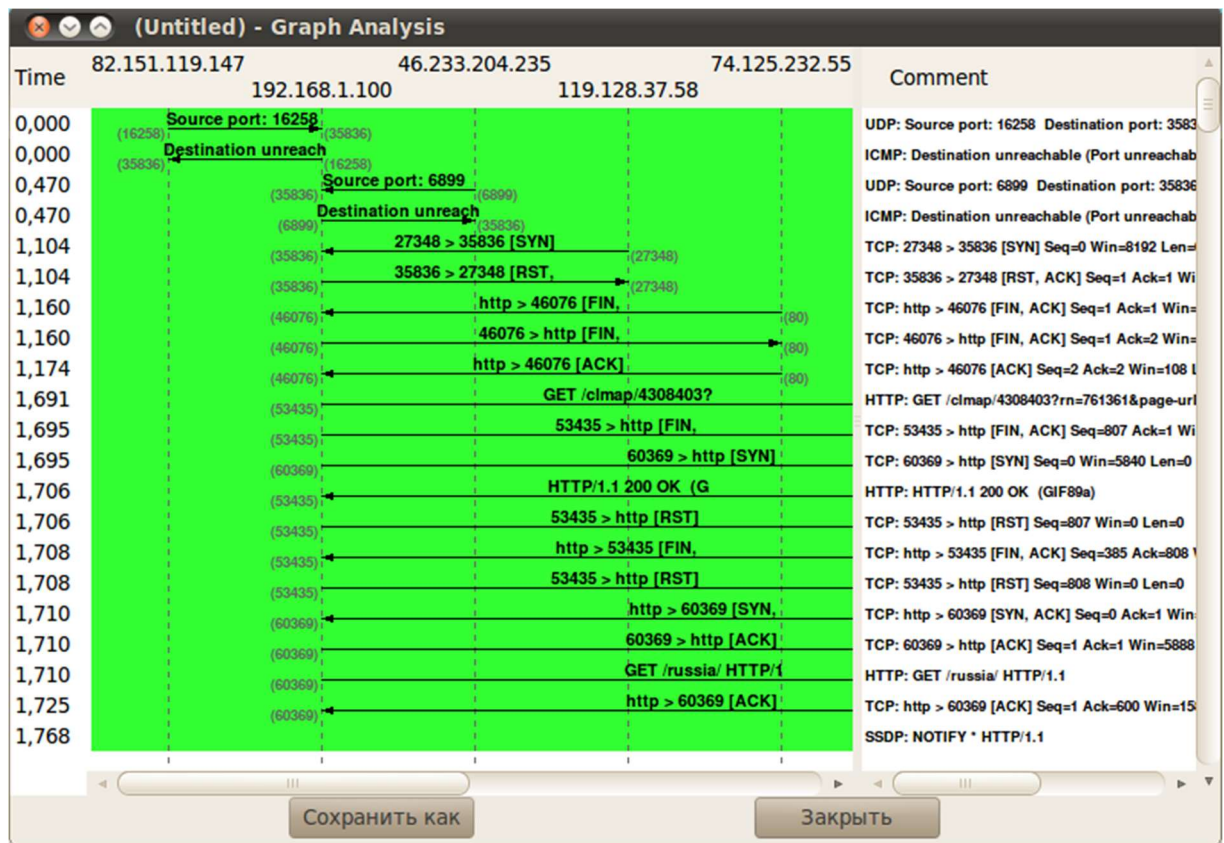 (Untitled) - Graph Analysis
Time 82.151.119.147 46.233.204.235 74.125.232.55 Comment
192.168.1.100 119.128.37.58
0,000 (16258) Source port: 16258 (35836) UDP: Source port: 16258 Destination port: 3583
0,000 (35836) Destination unreach (16258) ICMP: Destination unreachable (Port unreachab
0,470 (35836) Source port: 6899 (6899) UDP: Source port: 6899 Destination port: 35836
0,470 (6899) Destination unreach (35836) ICMP: Destination unreachable (Port unreachab
1,104 (35836) 27348 > 35836 [SYN] (27348) TCP: 27348 > 35836 [SYN] Seq=0 Win=8192 Len=
1,104 (35836) 35836 > 27348 [RST, (27348) TCP: 35836 > 27348 [RST, ACK] Seq=1 Ack=1 Wi
1,160 (46076) http > 46076 [FIN, (80) TCP: http > 46076 [FIN, ACK] Seq=1 Ack=1 Win=
1,160 (46076) 46076 > http [FIN, (80) TCP: 46076 > http [FIN, ACK] Seq=1 Ack=2 Win=
1,174 (46076) http > 46076 [ACK] (80) TCP: http > 46076 [ACK] Seq=2 Ack=2 Win=108 L
1,691 (53435) GET /clmap/4308403? HTTP: GET /clmap/4308403?rn=761361&page-url
1,695 (53435) 53435 > http [FIN, TCP: 53435 > http [FIN, ACK] Seq=807 Ack=1 Wi
1,695 (60369) 60369 > http [SYN] TCP: 60369 > http [SYN] Seq=0 Win=5840 Len=0
1,706 (53435) HTTP/1.1 200 OK (G HTTP: HTTP/1.1 200 OK (GIF89a)
1,706 (53435) 53435 > http [RST] TCP: 53435 > http [RST] Seq=807 Win=0 Len=0
1,708 (53435) http > 53435 [FIN, TCP: http > 53435 [FIN, ACK] Seq=385 Ack=808
1,708 (53435) 53435 > http [RST] TCP: 53435 > http [RST] Seq=808 Win=0 Len=0
1,710 (60369) http > 60369 [SYN, TCP: http > 60369 [SYN, ACK] Seq=0 Ack=1 Win
1,710 (60369) 60369 > http [ACK] TCP: 60369 > http [ACK] Seq=1 Ack=1 Win=5888
1,710 (60369) GET /russia/ HTTP/1 HTTP: GET /russia/ HTTP/1.1
1,725 (60369) http > 60369 [ACK] TCP: http > 60369 [ACK] Seq=1 Ack=600 Win=15
1,768 SSDP: NOTIFY * HTTP/1.1
Сохранить как Закрыть